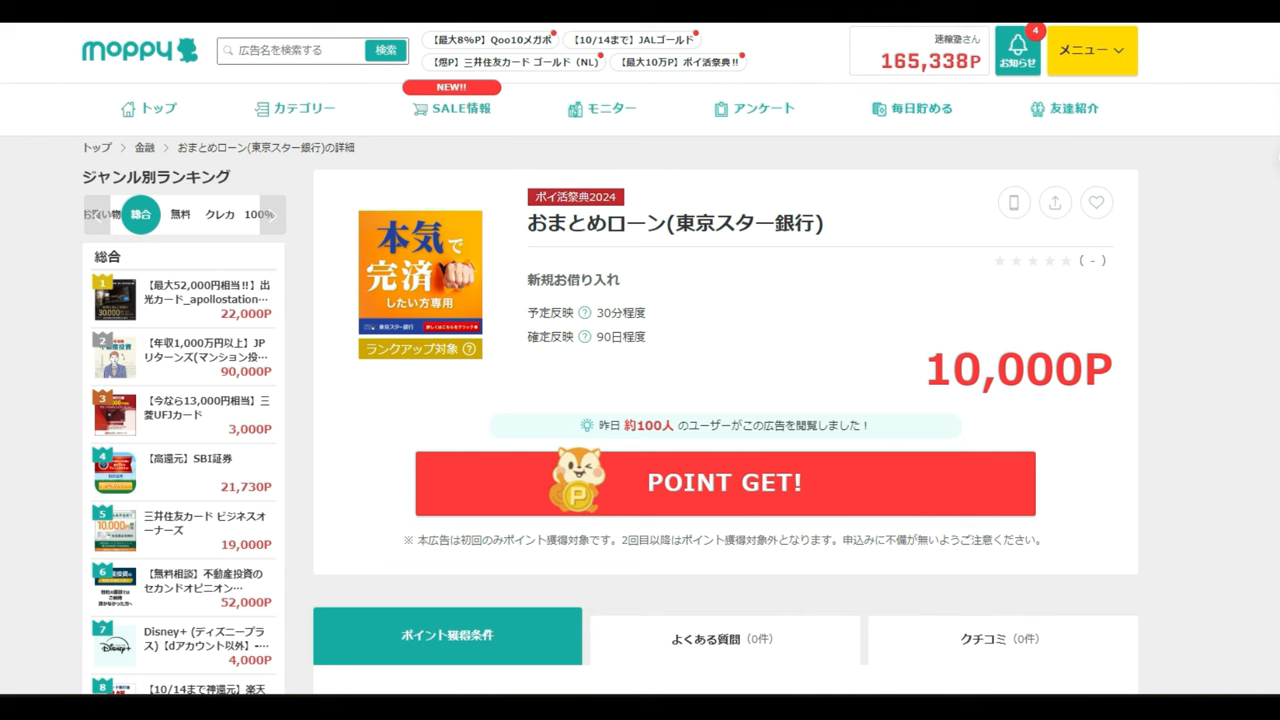 moppy
広告名を検索する
検索
【最大8%P】Qoo10メガポ
【10/14まで】JALゴールド
【爆P】三井住友カード ゴールド（NL）
【最大10万P】ポイ活祭典!!
速稼塾さん
165,338P
4
お知らせ
メニュー
NEW!!
トップ
カテゴリー
SALE情報
モニター
アンケート
毎日貯める
友達紹介
トップ > 金融 > おまとめローン(東京スター銀行)の詳細
ジャンル別ランキング
総合
無料
クレカ
100%
総合
1
【最大52,000円相当!!】出
光カード_apollostation…
22,000P
2
【年収1,000万円以上】JP
リターンズ(マンション投…
90,000P
3
【今なら13,000円相当】三
菱UFJカード
3,000P
4
【高還元】SBI証券
21,730P
5
三井住友カード ビジネスオ
ーナーズ
19,000P
6
【無料相談】不動産投資の
セカンドオピニオン…
52,000P
7
Disney+ (ディズニープラ
ス)【dアカウント以外】-…
4,000P
8
【10/14まで神還元】楽天
本気で
完済
したい方専用
東京スター銀行
詳しくはこちらをクリック
ランクアップ対象 ?
ポイ活祭典2024
おまとめローン(東京スター銀行)
( - )
新規お借り入れ
予定反映 ? 30分程度
確定反映 ? 90日程度
10,000P
昨日 約100人 のユーザーがこの広告を閲覧しました！
POINT GET!
※ 本広告は初回のみポイント獲得対象です。2回目以降はポイント獲得対象外となります。申込みに不備が無いようご注意ください。
ポイント獲得条件
よくある質問（0件）
クチコミ（0件）